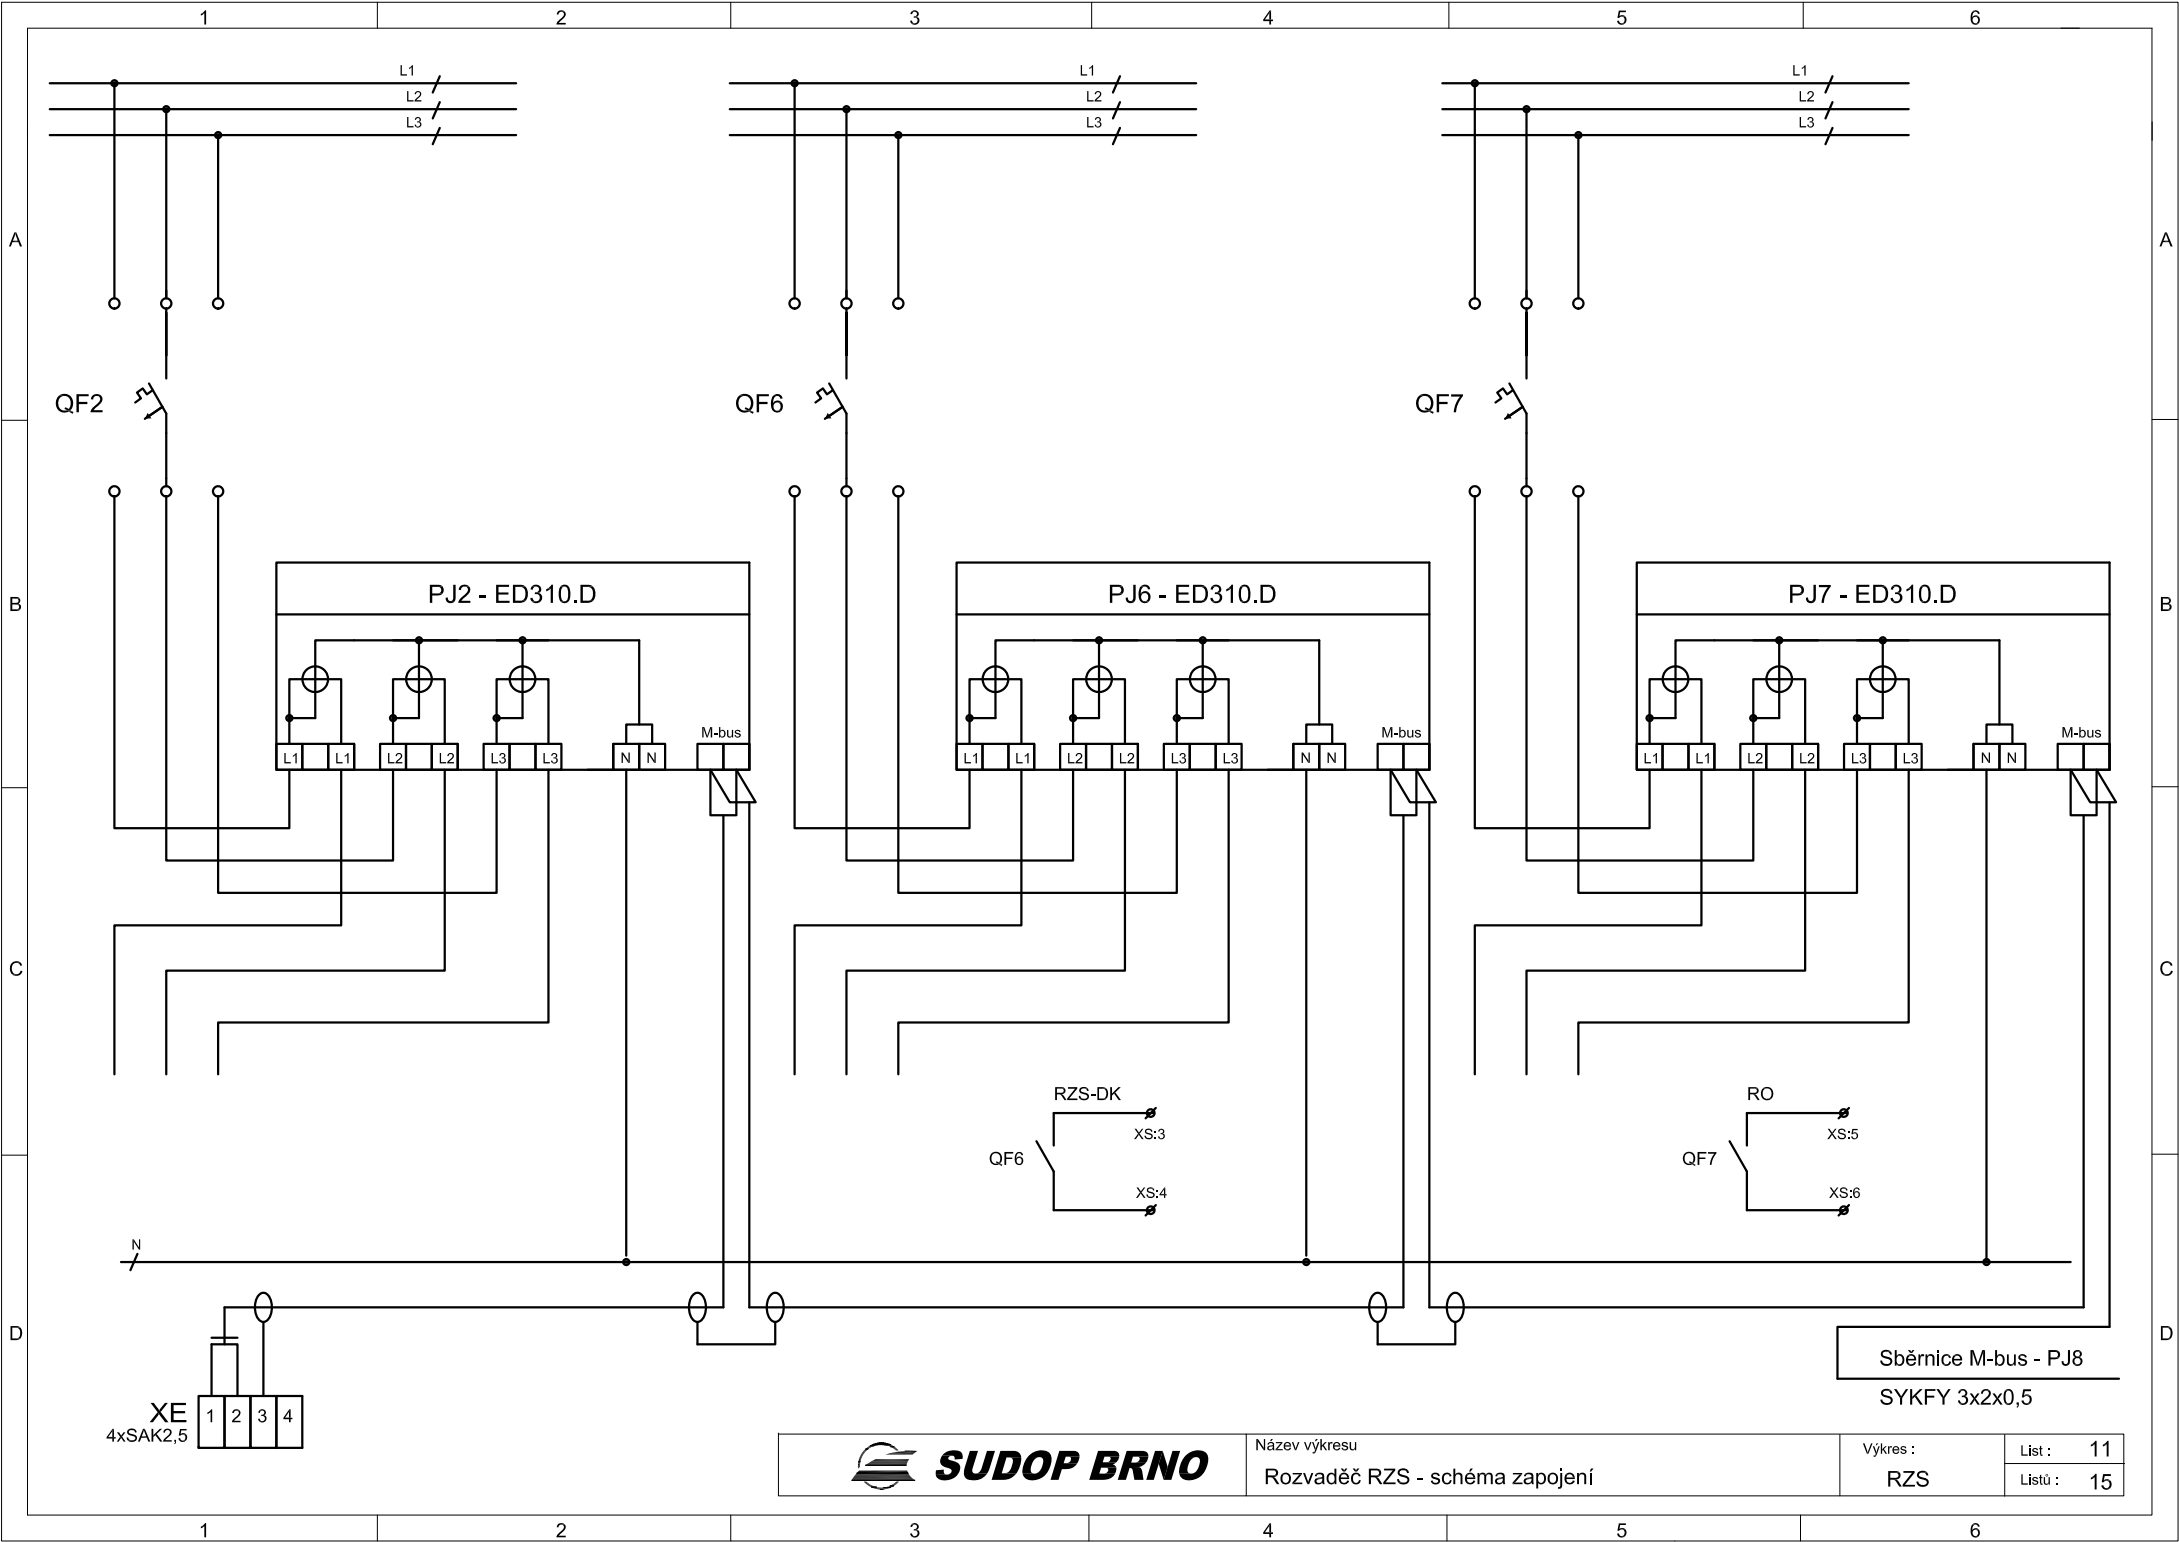 1 2 3 4 5 6
L1 L1 L1
L2 L2 L2
L3 L3 L3
A A
QF2 QF6 QF7
PJ2 - ED310.D PJ6 - ED310.D PJ7 - ED310.D
B B
M-bus M-bus M-bus
L1 L1 L2 L2 L3 L3 N N L1 L1 L2 L2 L3 L3 N N L1 L1 L2 L2 L3 L3 N N
C C
RZS-DK RO
XS:3 XS:5
QF6 QF7
XS:4 XS:6
N
D D
Sběrnice M-bus - PJ8
SYKFY 3x2x0,5
XE 1 2 3 4
4xSAK2,5
SUDOP BRNO
Název výkresu
Rozvaděč RZS - schéma zapojení
Výkres :
RZS
List : 11
Listů : 15
1 2 3 4 5 6